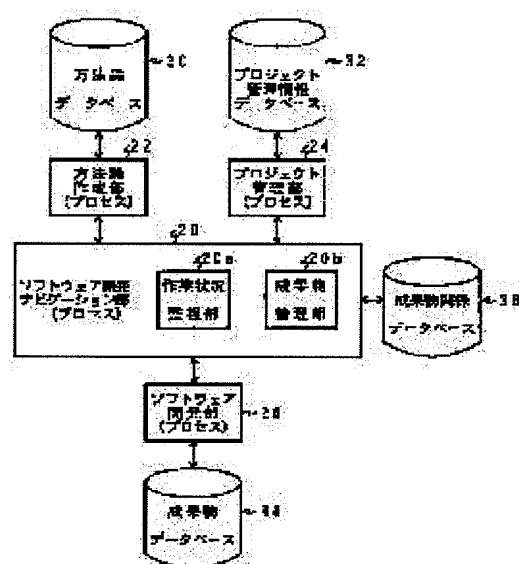 方法論
データベース
30
プロジェクト
管理情報
データベース
32
方法論
作成部
(プロセス)
22
プロジェクト
管理部
(プロセス)
24
20
ソフトウェア開発
ナビゲーション部
(プロセス)
20a
作業状況
監視部
20b
成果物
管理部
成果物関係
データベース
ソフトウェア
開発部
(プロセス)
成果物
データベース
34